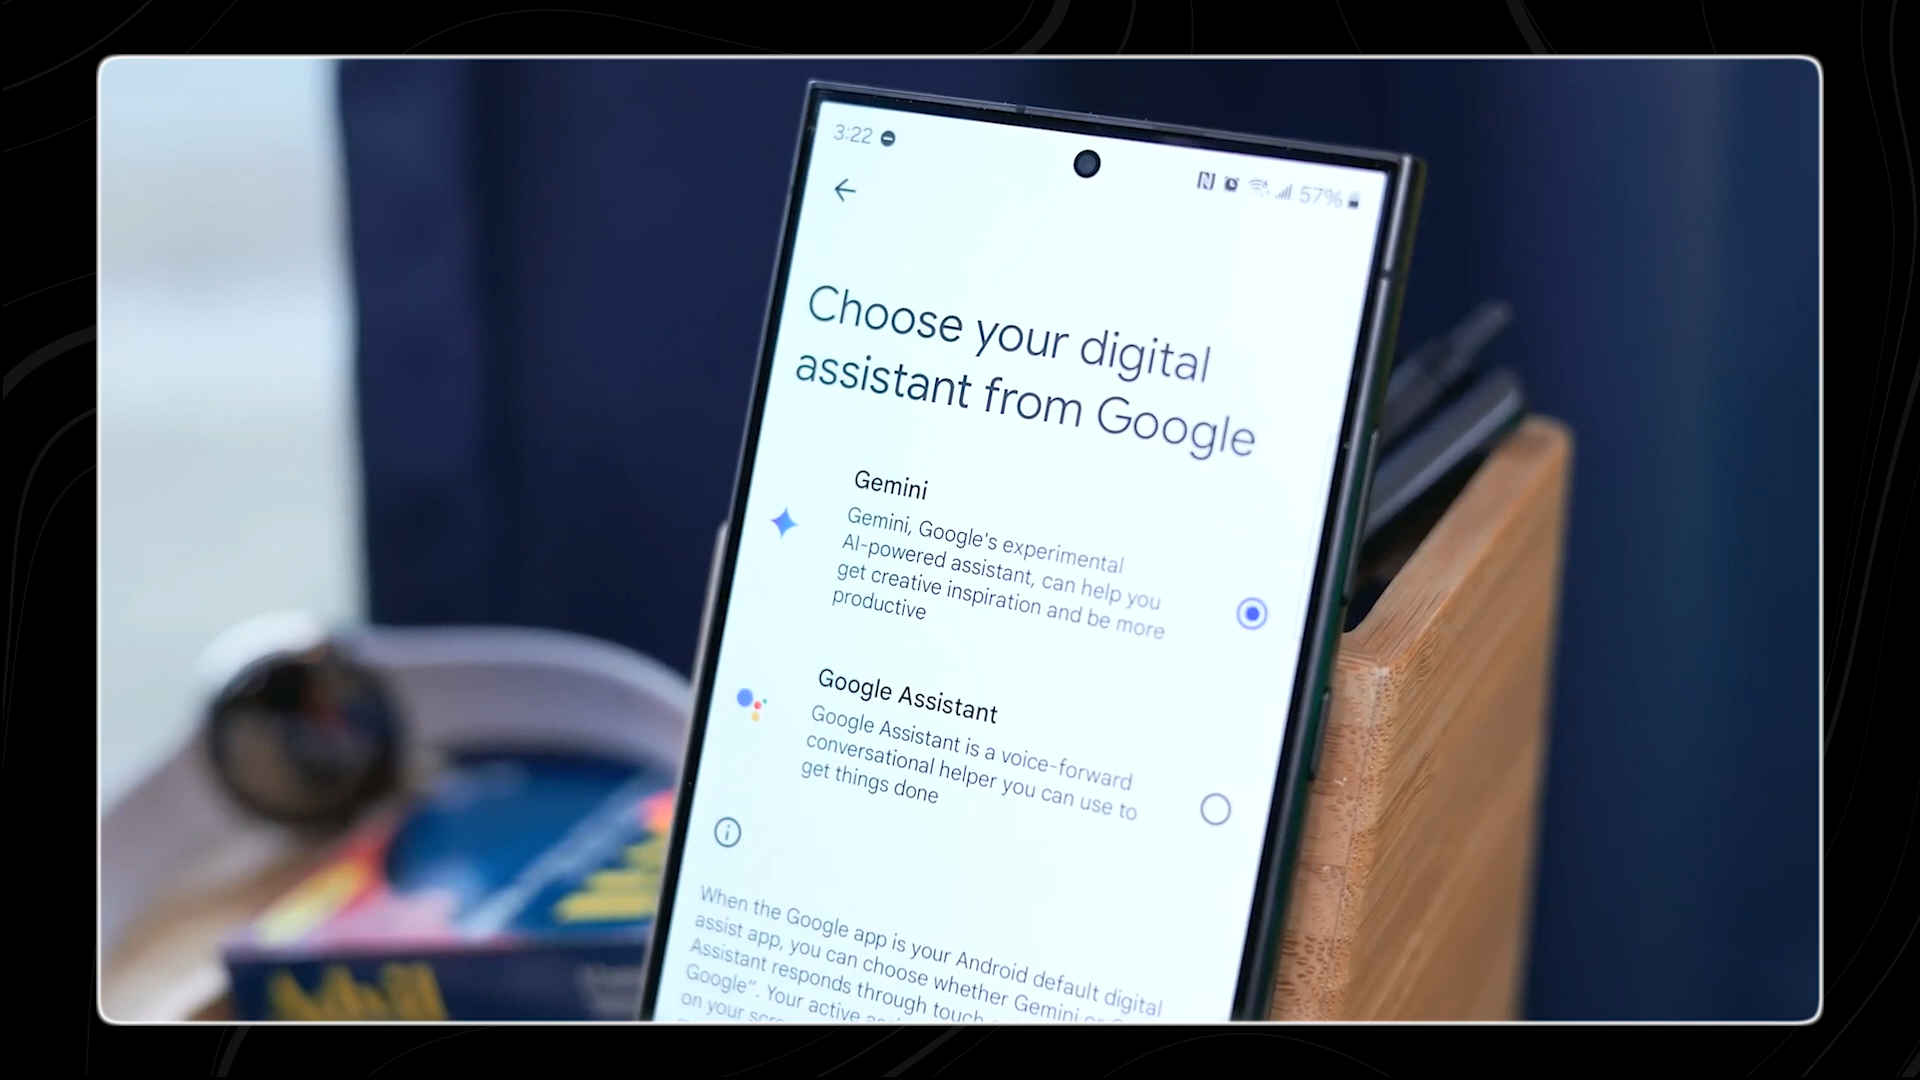 3:22
57%
Choose your digital
assistant from Google
Gemini
Gemini, Google's experimental
AI-powered assistant, can help you
get creative inspiration and be more
productive
Google Assistant
Google Assistant is a voice-forward
conversational helper you can use to
get things done
When the Google app is your Android default digital
assist app, you can choose whether Gemini or
Assistant responds through touch
Google". Your active
on your